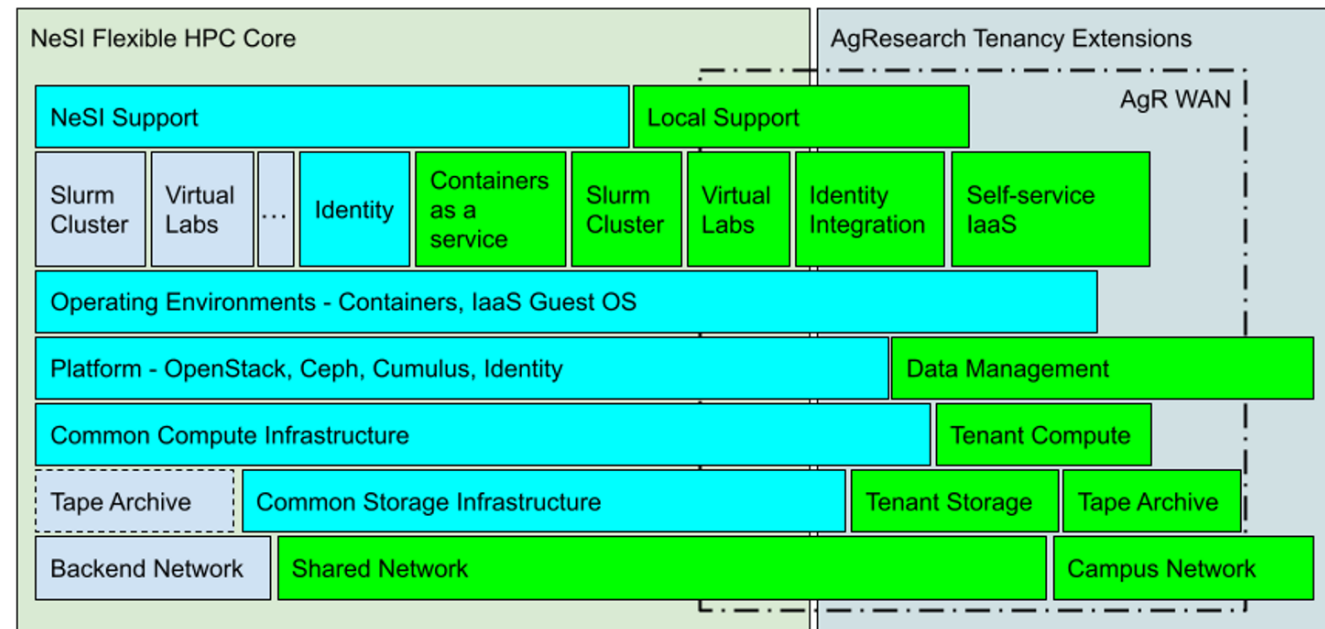 NeSI Flexible HPC Core
AgResearch Tenancy Extensions
AgR WAN
NeSI Support
Local Support
Slurm
Cluster
Virtual
Labs
...
Identity
Containers
as a
service
Slurm
Cluster
Virtual
Labs
Identity
Integration
Self-service
IaaS
Operating Environments - Containers, IaaS Guest OS
Platform - OpenStack, Ceph, Cumulus, Identity
Data Management
Common Compute Infrastructure
Tenant Compute
Tape Archive
Common Storage Infrastructure
Tenant Storage
Tape Archive
Backend Network
Shared Network
Campus Network